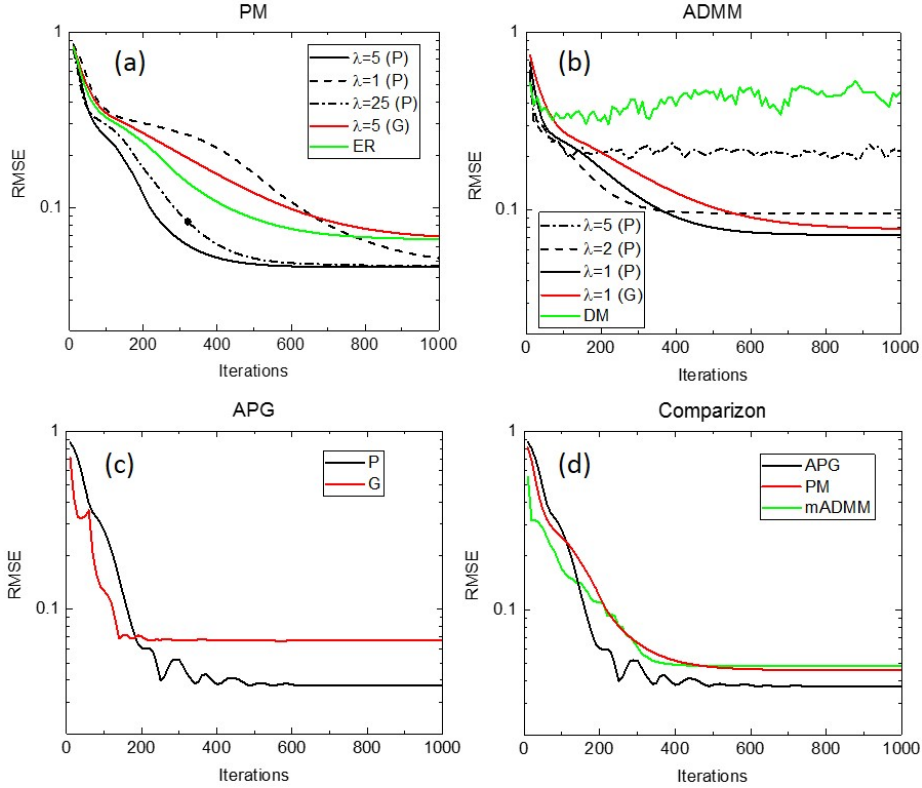 PM
(a)
λ=5 (P)
λ=1 (P)
λ=25 (P)
λ=5 (G)
ER
1
0.1
RMSE
0 200 400 600 800 1000
Iterations
ADMM
(b)
λ=5 (P)
λ=2 (P)
λ=1 (P)
λ=1 (G)
DM
1
0.1
RMSE
0 200 400 600 800 1000
Iterations
APG
(c)
P
G
1
0.1
RMSE
0 200 400 600 800 1000
Iterations
Comparizon
(d)
APG
PM
mADMM
1
0.1
RMSE
0 200 400 600 800 1000
Iterations